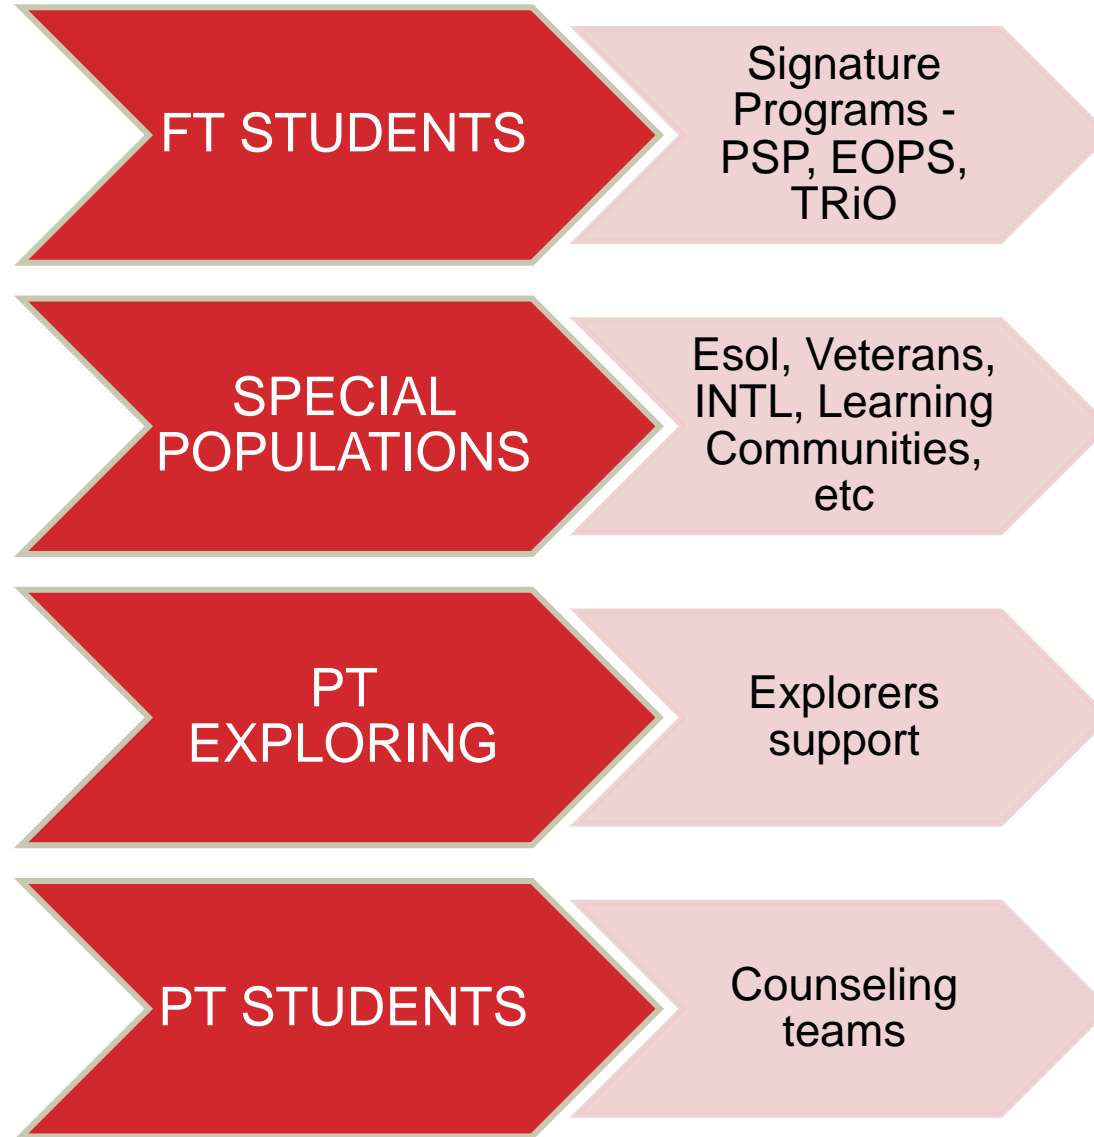 FT STUDENTS
Signature
Programs -
PSP, EOPS,
TRiO
SPECIAL
POPULATIONS
Esol, Veterans,
INTL, Learning
Communities,
etc
PT
EXPLORING
Explorers
support
PT STUDENTS
Counseling
teams